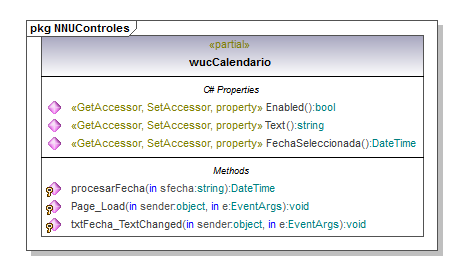 pkg NNUControles
«partial»
wucCalendario
C# Properties
«GetAccessor, SetAccessor, property» Enabled():bool
«GetAccessor, SetAccessor, property» Text():string
«GetAccessor, SetAccessor, property» FechaSeleccionada():DateTime
Methods
procesarFecha(in sfecha:string):DateTime
Page_Load(in sender:object, in e:EventArgs):void
txtFecha_TextChanged(in sender:object, in e:EventArgs):void